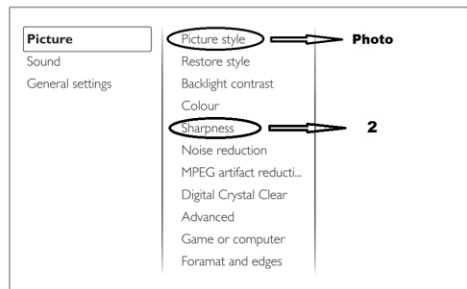 Picture
Sound
General settings
Picture style
Restore style
Backlight contrast
Colour
Sharpness
Noise reduction
MPEG artifact reducti...
Digital Crystal Clear
Advanced
Game or computer
Foramat and edges
Photo
2